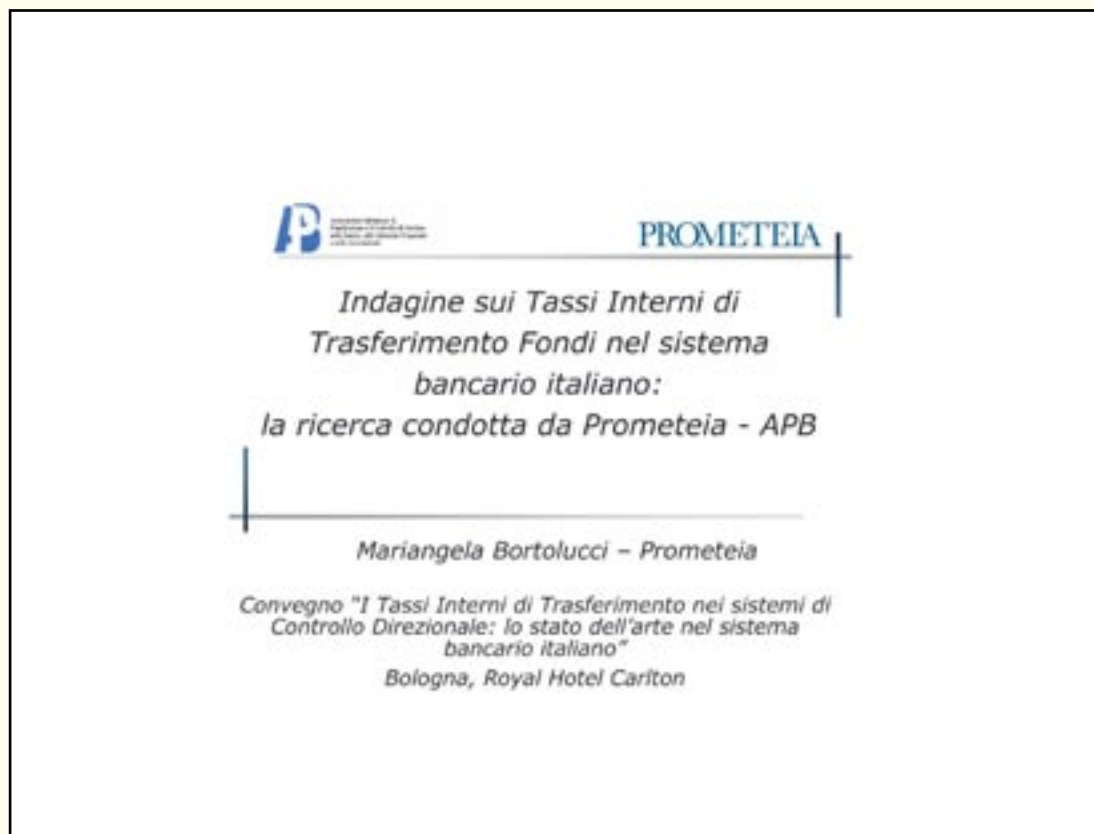 APB
PROMETEIA
Indagine sui Tassi Interni di
Trasferimento Fondi nel sistema
bancario italiano:
la ricerca condotta da Prometeia - APB
Mariangela Bortolucci – Prometeia
Convegno "I Tassi Interni di Trasferimento nei sistemi di
Controllo Direzionale: lo stato dell'arte nel sistema
bancario italiano"
Bologna, Royal Hotel Carlton